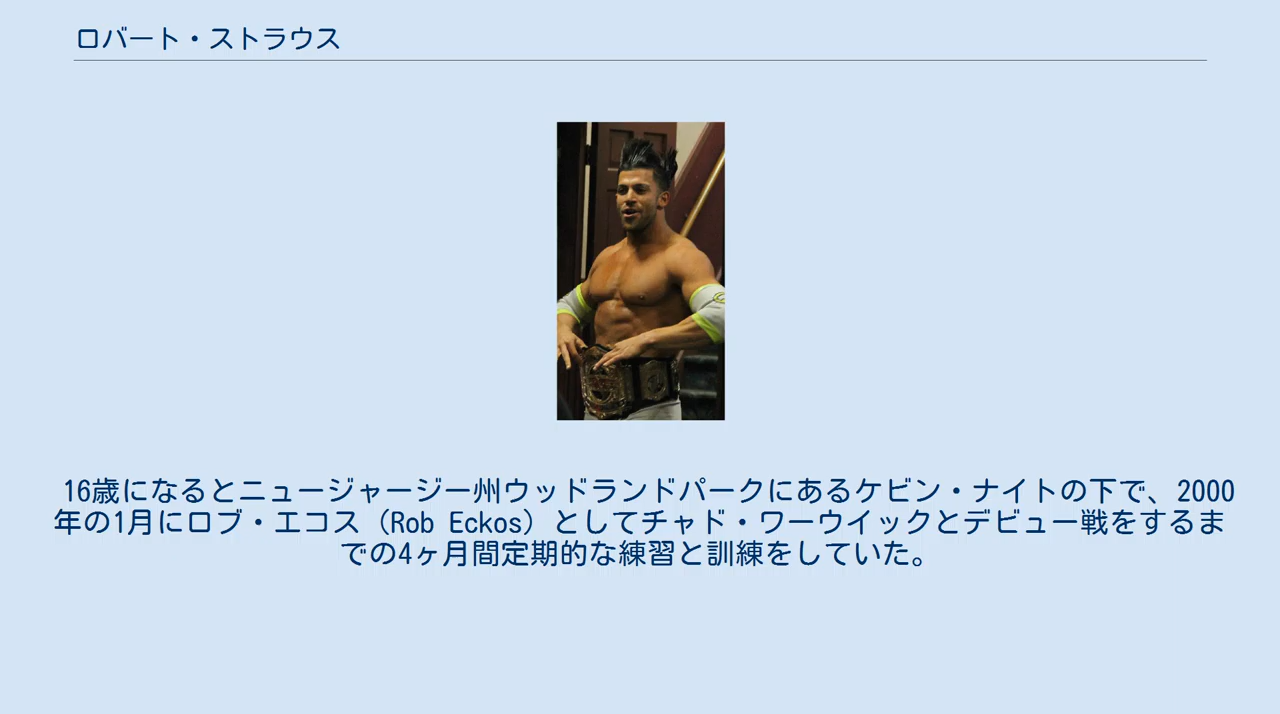 ロバート・ストラウス
16歳になるとニュージャージー州ウッドランドパークにあるケビン・ナイトの下で、2000
年の1月にロブ・エコス（Rob Eckos）としてチャド・ワーウイックとデビュー戦をするま
での4ヶ月間定期的な練習と訓練をしていた。